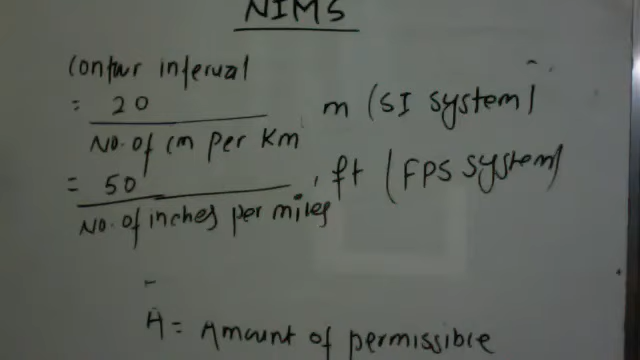 NIMS
Contour interval
= 20 m (SI system)
No. of cm per Km
= 50 , ft (FPS system)
No. of inches per miles
A = Amount of permissible